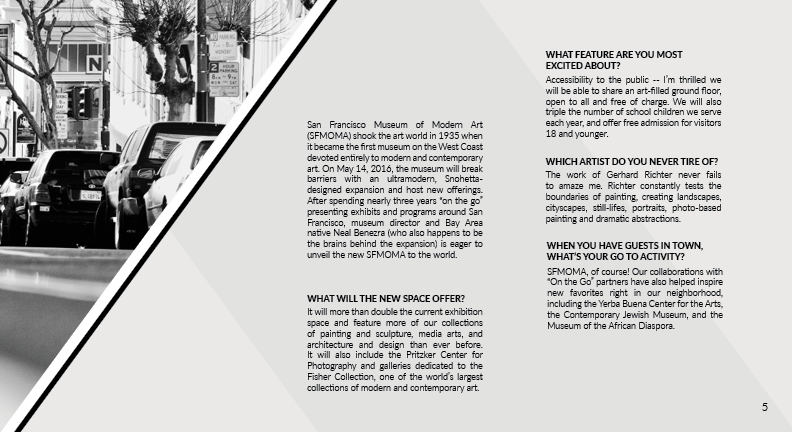 San Francisco Museum of Modern Art
(SFMOMA) shook the art world in 1935 when
it became the first museum on the West Coast
devoted entirely to modern and contemporary
art. On May 14, 2016, the museum will break
barriers with an ultramodern, Snohetta-
designed expansion and host new offerings.
After spending nearly three years “on the go”
presenting exhibits and programs around San
Francisco, museum director and Bay Area
native Neal Benezra (who also happens to be
the brains behind the expansion) is eager to
unveil the new SFMOMA to the world.
WHAT WILL THE NEW SPACE OFFER?
It will more than double the current exhibition
space and feature more of our collections
of painting and sculpture, media arts, and
architecture and design than ever before.
It will also include the Pritzker Center for
Photography and galleries dedicated to the
Fisher Collection, one of the world’s largest
collections of modern and contemporary art.
WHAT FEATURE ARE YOU MOST
EXCITED ABOUT?
Accessibility to the public -- I’m thrilled we
will be able to share an art-filled ground floor,
open to all and free of charge. We will also
triple the number of school children we serve
each year, and offer free admission for visitors
18 and younger.
WHICH ARTIST DO YOU NEVER TIRE OF?
The work of Gerhard Richter never fails
to amaze me. Richter constantly tests the
boundaries of painting, creating landscapes,
cityscapes, still-lifes, portraits, photo-based
painting and dramatic abstractions.
WHEN YOU HAVE GUESTS IN TOWN,
WHAT’S YOUR GO TO ACTIVITY?
SFMOMA, of course! Our collaborations with
“On the Go” partners have also helped inspire
new favorites right in our neighborhood,
including the Yerba Buena Center for the Arts,
the Contemporary Jewish Museum, and the
Museum of the African Diaspora.
5
N